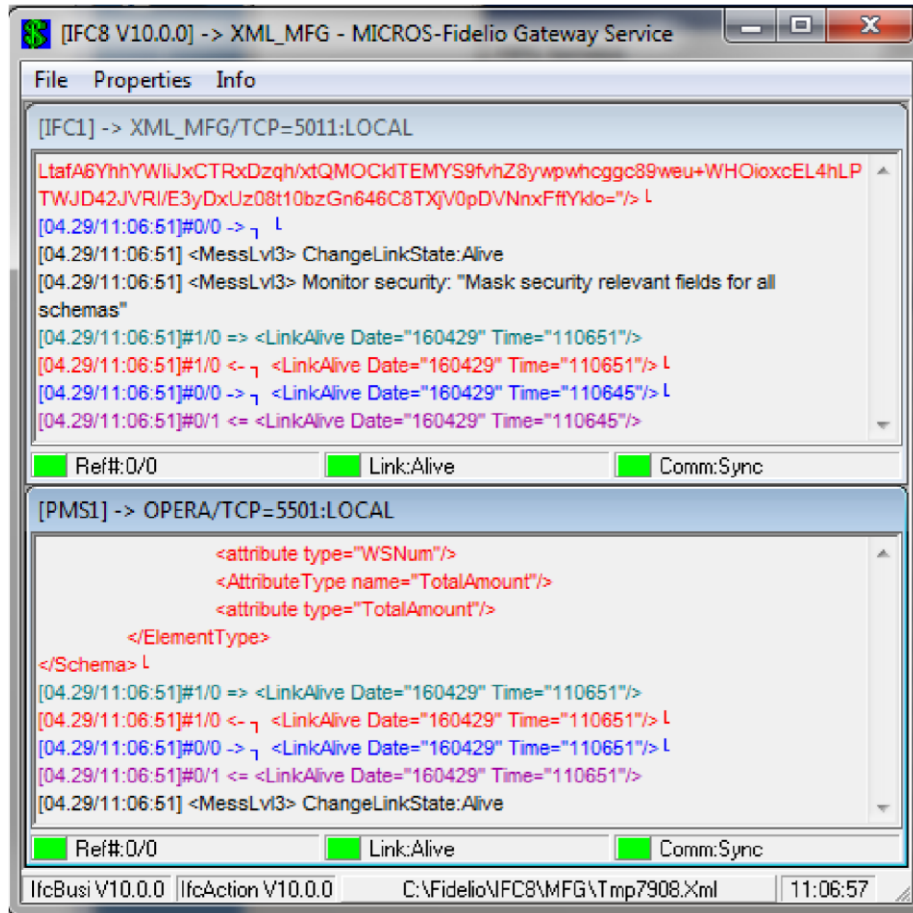 [IFC8 V10.0.0] -> XML_MFG - MICROS-Fidelio Gateway Service
File Properties Info
[IFC1] -> XML_MFG/TCP=5011:LOCAL
TWJD42JVRI/E3yDxUz08t10bzGn646C8TXjV0pDVNnxFftYklo="/> └
[04.29/11:06:51]#0/0 -> ┐ └
[04.29/11:06:51] <MessLvl3> ChangeLinkState:Alive
[04.29/11:06:51] <MessLvl3> Monitor security: "Mask security relevant fields for all
schemas"
[04.29/11:06:51]#1/0 => <LinkAlive Date="160429" Time="110651"/>
[04.29/11:06:51]#1/0 <- ┐ <LinkAlive Date="160429" Time="110651"/> └
[04.29/11:06:51]#0/0 -> ┐ <LinkAlive Date="160429" Time="110645"/> └
[04.29/11:06:51]#0/1 <= <LinkAlive Date="160429" Time="110645"/>
Ref#:0/0 Link:Alive Comm:Sync
[PMS1] -> OPERA/TCP=5501:LOCAL
<attribute type="WSNum"/>
<AttributeType name="TotalAmount"/>
<attribute type="TotalAmount"/>
</ElementType>
</Schema> └
[04.29/11:06:51]#1/0 => <LinkAlive Date="160429" Time="110651"/>
[04.29/11:06:51]#1/0 <- ┐ <LinkAlive Date="160429" Time="110651"/> └
[04.29/11:06:51]#0/0 -> ┐ <LinkAlive Date="160429" Time="110651"/> └
[04.29/11:06:51]#0/1 <= <LinkAlive Date="160429" Time="110651"/>
[04.29/11:06:51] <MessLvl3> ChangeLinkState:Alive
Ref#:0/0 Link:Alive Comm:Sync
IfcBusi V10.0.0 IfcAction V10.0.0 C:\Fidelio\IFC8\MFG\Tmp7908.Xml 11:06:57